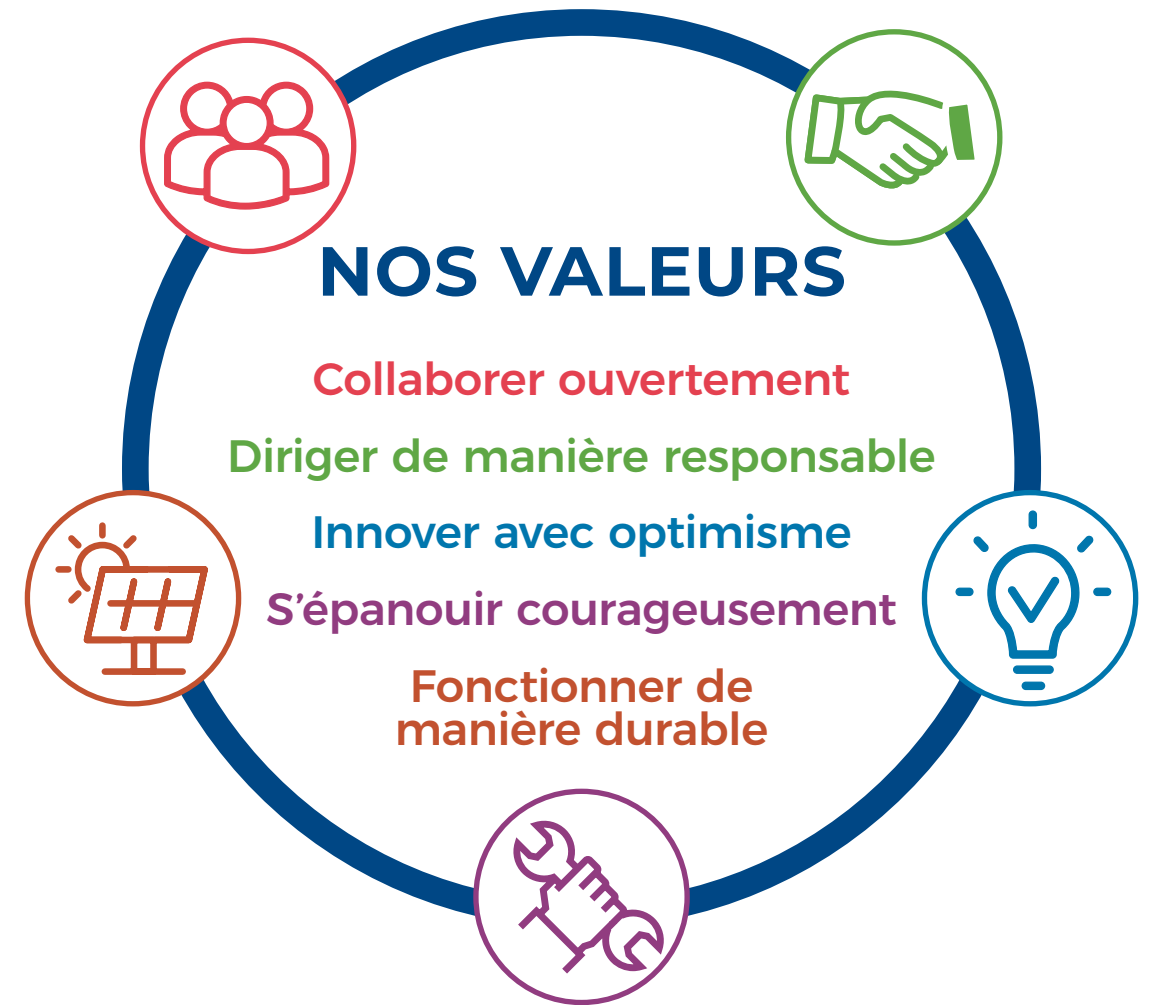 NOS VALEURS
Collaborer ouvertement
Diriger de manière responsable
Innover avec optimisme
S’épanouir courageusement
Fonctionner de
manière durable